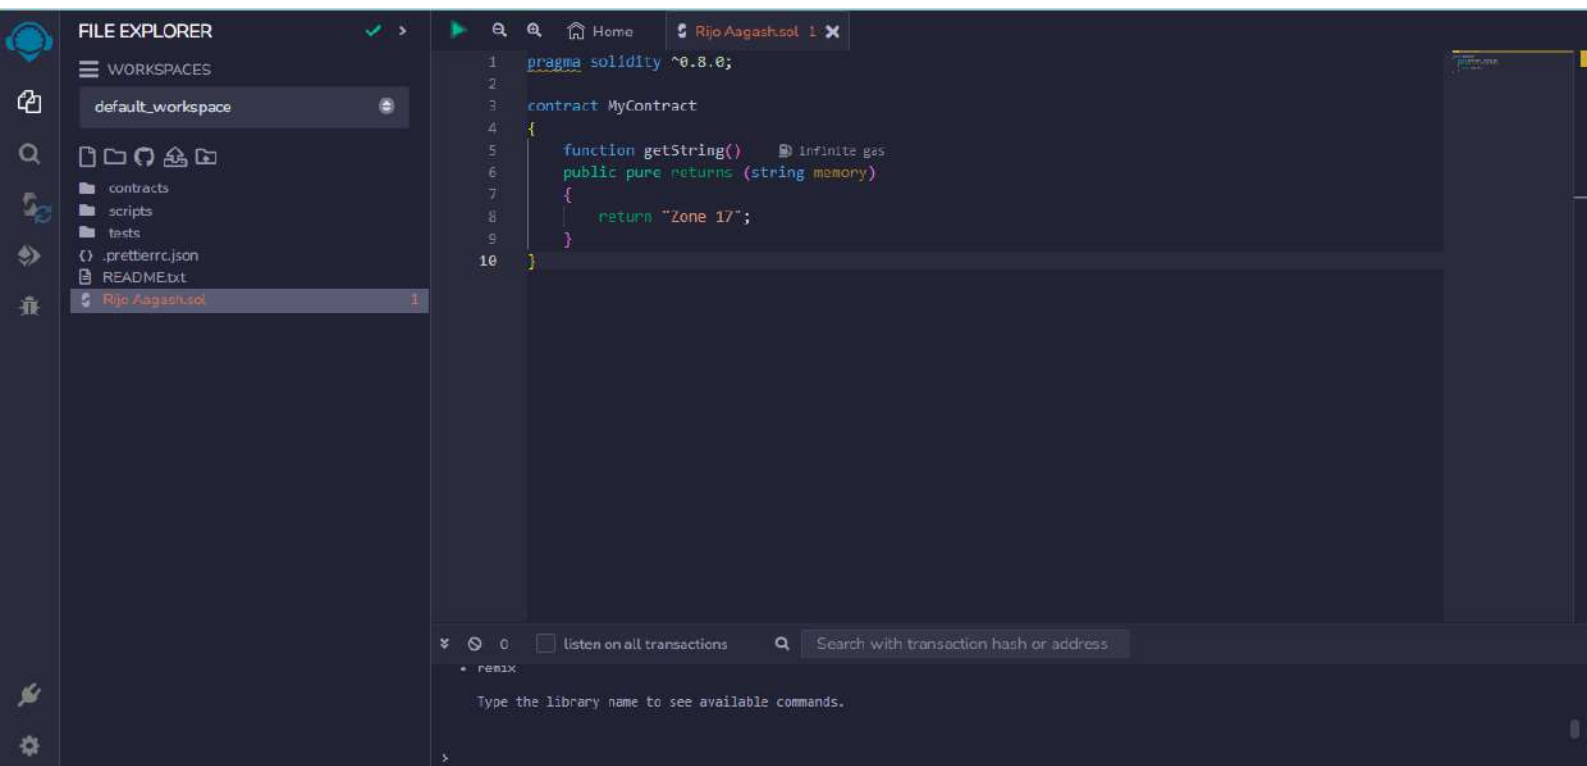 FILE EXPLORER
WORKSPACES
default_workspace
contracts
scripts
tests
.prettierrc.json
README.txt
Rijo Aagash.sol 1
Home
Rijo Aagash.sol 1
1 pragma solidity ^0.8.0;
2
3 contract MyContract
4 {
5 function getString() infinite gas
6 public pure returns (string memory)
7 {
8 return "Zone 17";
9 }
10 }
0 listen on all transactions Search with transaction hash or address
• remix
Type the library name to see available commands.
>